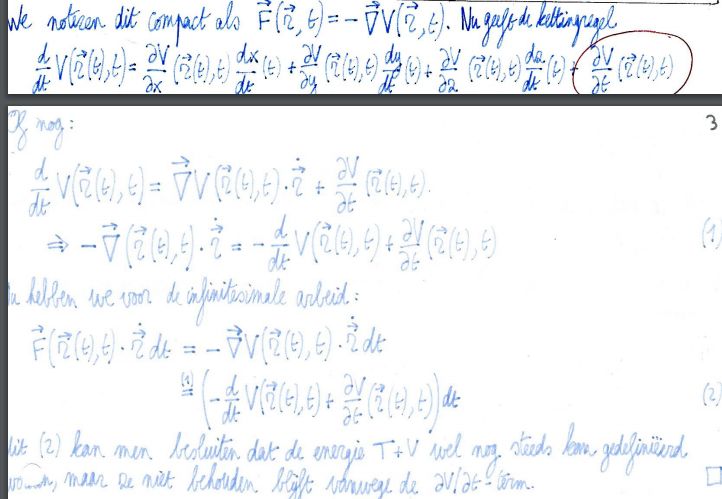 We noteren dit compact als $\vec{F}(\vec{r}, t) = -\vec{\nabla}V(\vec{r}, t)$. Nu geeft de kettingregel
$\frac{d}{dt}V(\vec{r}(t),t) = \frac{\partial V}{\partial x}(\vec{r}(t),t)\frac{dx}{dt}(t) + \frac{\partial V}{\partial y}(\vec{r}(t),t)\frac{dy}{dt}(t) + \frac{\partial V}{\partial z}(\vec{r}(t),t)\frac{dz}{dt}(t) + \frac{\partial V}{\partial t}(\vec{r}(t),t)$
Of nog: 3
$\frac{d}{dt}V(\vec{r}(t),t) = \vec{\nabla}V(\vec{r}(t),t)\cdot\dot{\vec{r}} + \frac{\partial V}{\partial t}(\vec{r}(t),t).$
$\Rightarrow -\vec{\nabla}(\vec{r}(t),t)\cdot\dot{\vec{r}} = -\frac{d}{dt}V(\vec{r}(t),t) + \frac{\partial V}{\partial t}(\vec{r}(t),t)$ (1)
hebben we voor de infinitesimale arbeid:
$\vec{F}(\vec{r}(t),t)\cdot\dot{\vec{r}}dt = -\vec{\nabla}V(\vec{r}(t),t)\cdot\dot{\vec{r}}dt$
$\overset{(1)}{=} \left(-\frac{d}{dt}V(\vec{r}(t),t) + \frac{\partial V}{\partial t}(\vec{r}(t),t)\right)dt$ (2)
Uit (2) kan men besluiten dat de energie T+V wel nog steeds kan gedefinieerd
maar ze niet behouden blijft vanwege de ∂V/∂t-term. □